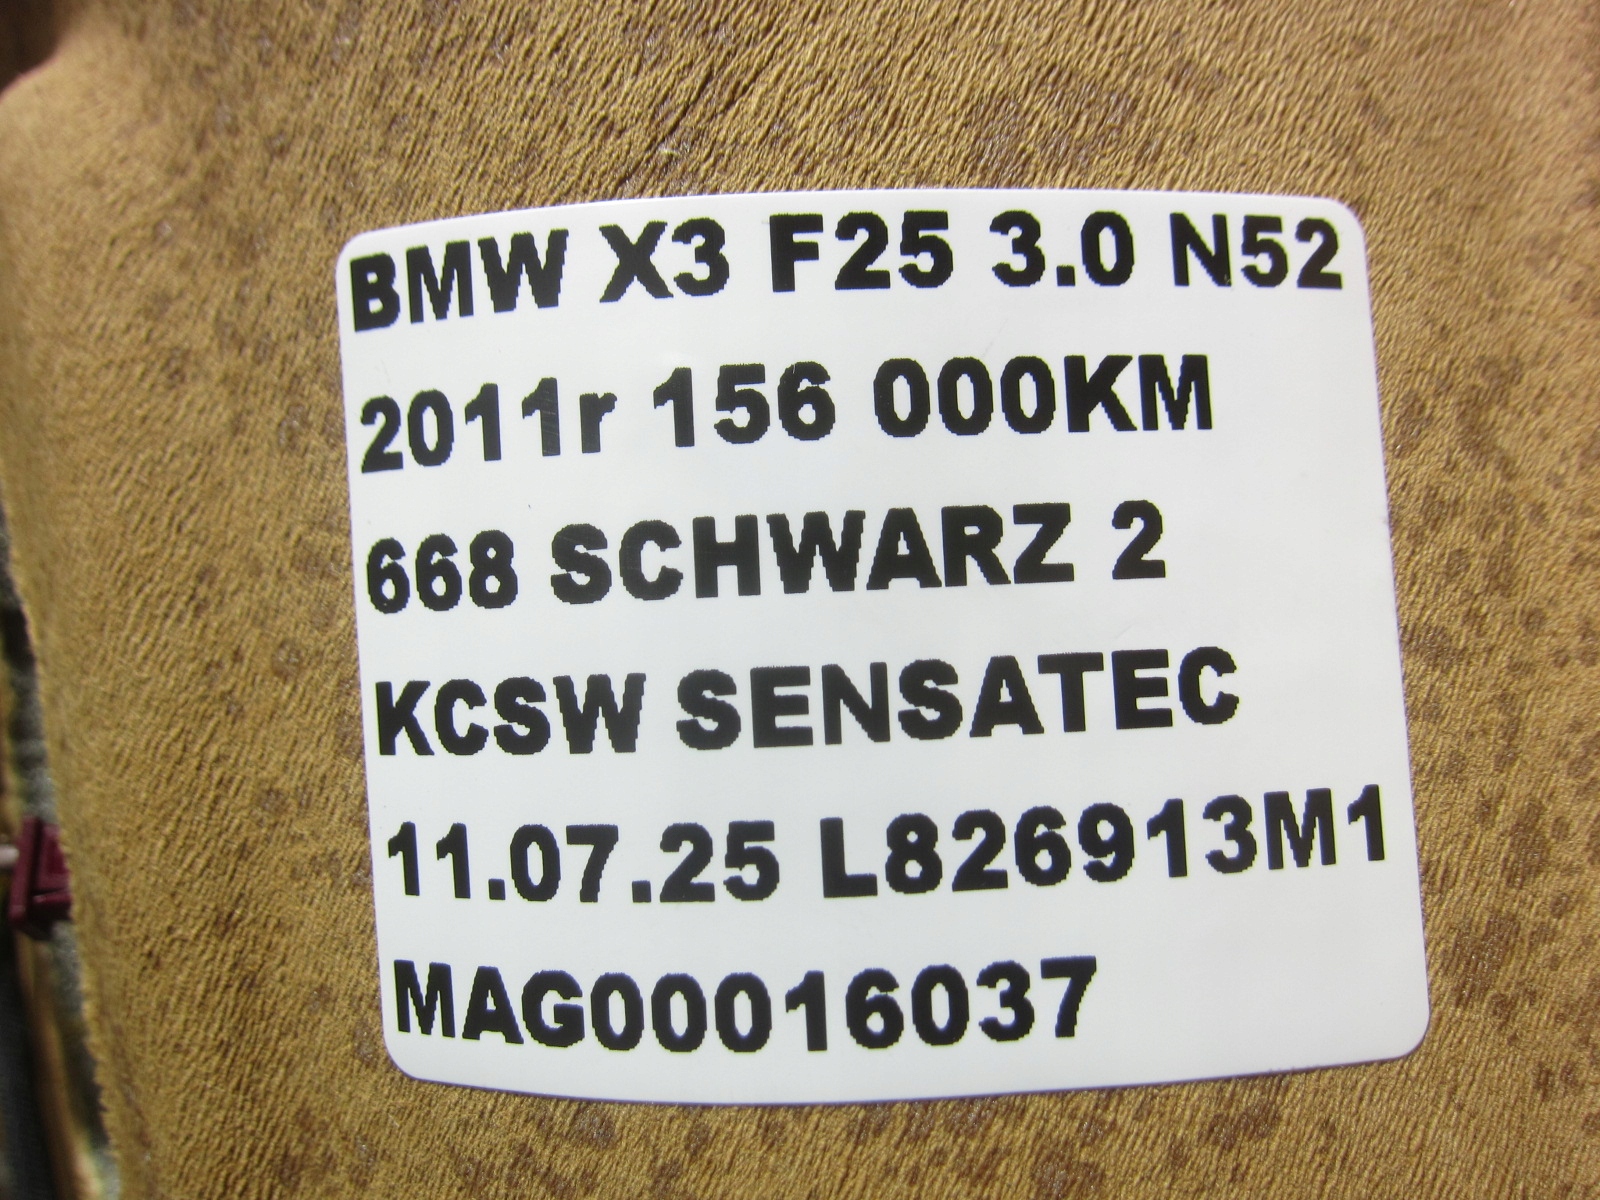 BMW X3 F25 3.0 N52
2011r 156 000KM
668 SCHWARZ 2
KCSW SENSATEC
11.07.25 L826913M1
MAG00016037